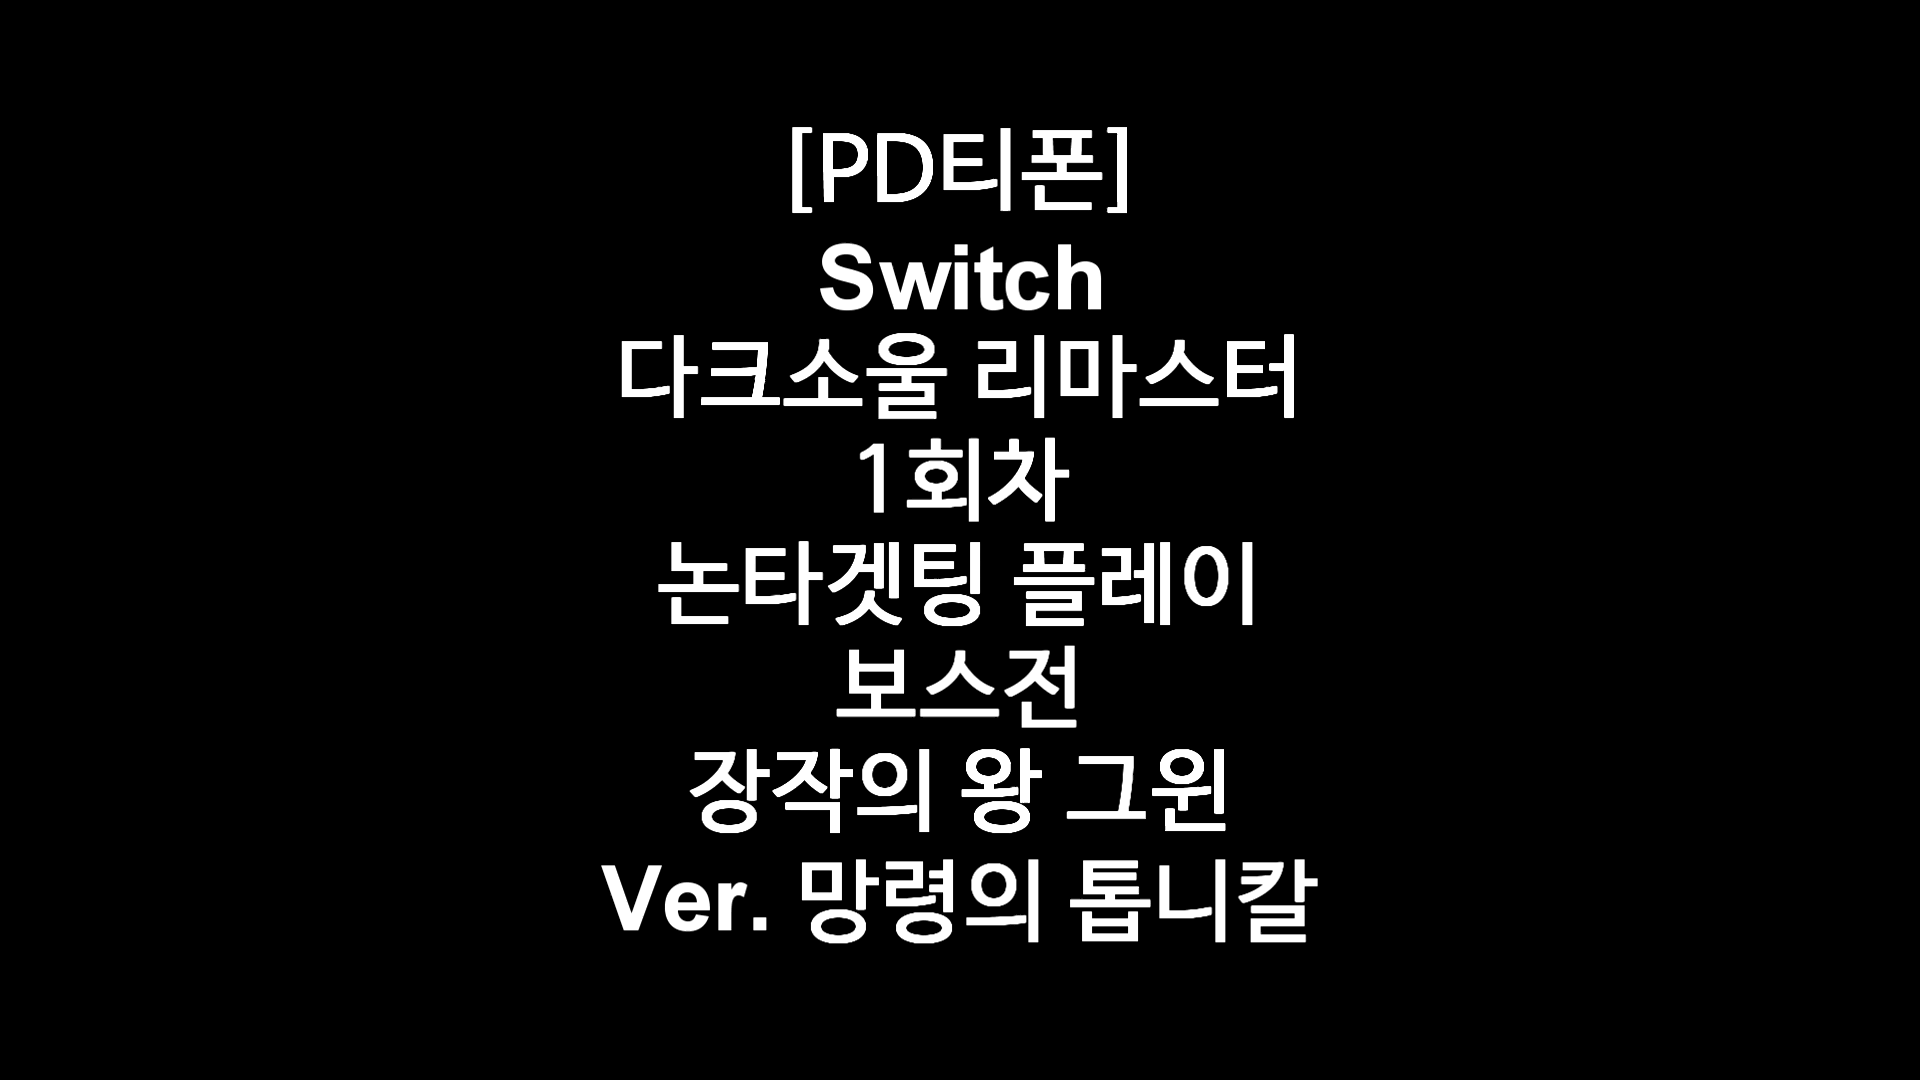 [PD티폰]
Switch
다크소울 리마스터
1회차
논타겟팅 플레이
보스전
장작의 왕 그윈
Ver. 망령의 톱니칼